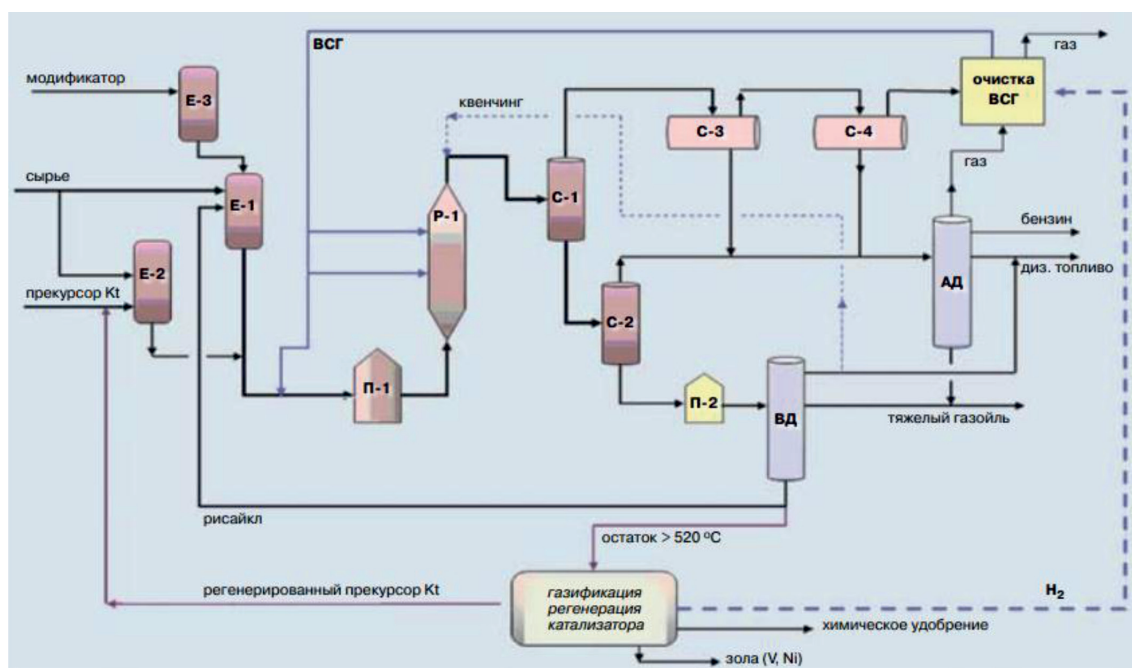 ВСГ
газ
модификатор
Е-3
очистка
ВСГ
квенчинг
С-3
С-4
газ
сырье
Е-1
Р-1
С-1
бензин
Е-2
диз. топливо
прекурсор Kt
АД
С-2
П-1
П-2
ВД
тяжелый газойль
рисайкл
остаток > 520 ºС
регенерированный прекурсор Kt
газификация
регенерация
катализатора
H₂
химическое удобрение
зола (V, Ni)